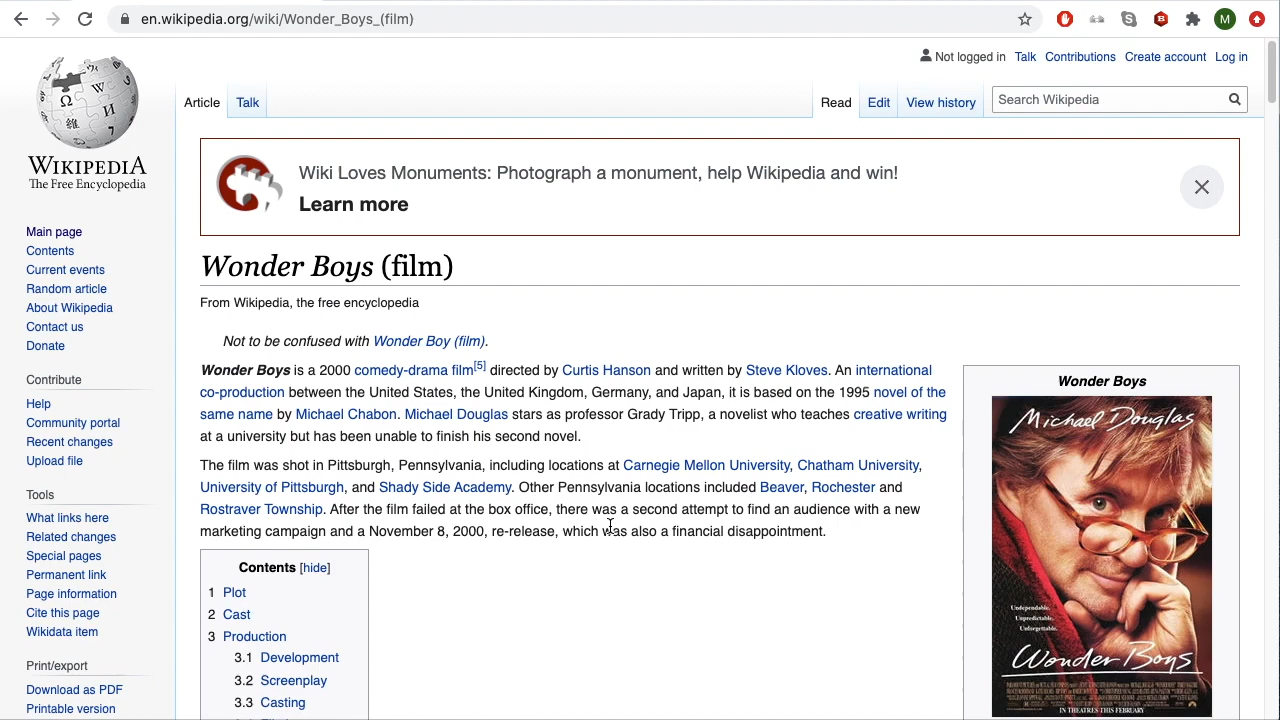 en.wikipedia.org/wiki/Wonder_Boys_(film)
M
Not logged in Talk Contributions Create account Log in
WIKIPEDIA
The Free Encyclopedia
Article Talk Read Edit View history Search Wikipedia
Wiki Loves Monuments: Photograph a monument, help Wikipedia and win!
Learn more
Main page
Contents
Current events
Random article
About Wikipedia
Contact us
Donate
Contribute
Help
Community portal
Recent changes
Upload file
Tools
What links here
Related changes
Special pages
Permanent link
Page information
Cite this page
Wikidata item
Print/export
Download as PDF
Printable version
Wonder Boys (film)
From Wikipedia, the free encyclopedia
Not to be confused with Wonder Boy (film).
Wonder Boys is a 2000 comedy-drama film[5] directed by Curtis Hanson and written by Steve Kloves. An international
co-production between the United States, the United Kingdom, Germany, and Japan, it is based on the 1995 novel of the
same name by Michael Chabon. Michael Douglas stars as professor Grady Tripp, a novelist who teaches creative writing
at a university but has been unable to finish his second novel.
The film was shot in Pittsburgh, Pennsylvania, including locations at Carnegie Mellon University, Chatham University,
University of Pittsburgh, and Shady Side Academy. Other Pennsylvania locations included Beaver, Rochester and
Rostraver Township. After the film failed at the box office, there was a second attempt to find an audience with a new
marketing campaign and a November 8, 2000, re-release, which was also a financial disappointment.
Contents [hide]
1 Plot
2 Cast
3 Production
3.1 Development
3.2 Screenplay
3.3 Casting
Wonder Boys
Michael Douglas
Undependable.
Unpredictable.
Unforgettable.
Wonder Boys
IN THEATRES THIS FEBRUARY